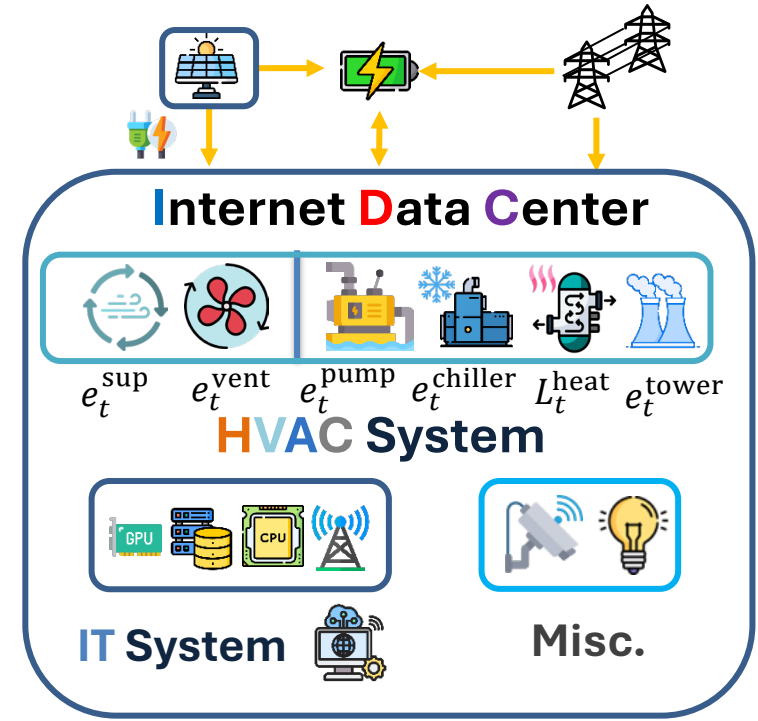 Internet Data Center
e_t^sup e_t^vent e_t^pump e_t^chiller L_t^heat e_t^tower
HVAC System
GPU CPU
IT System Misc.